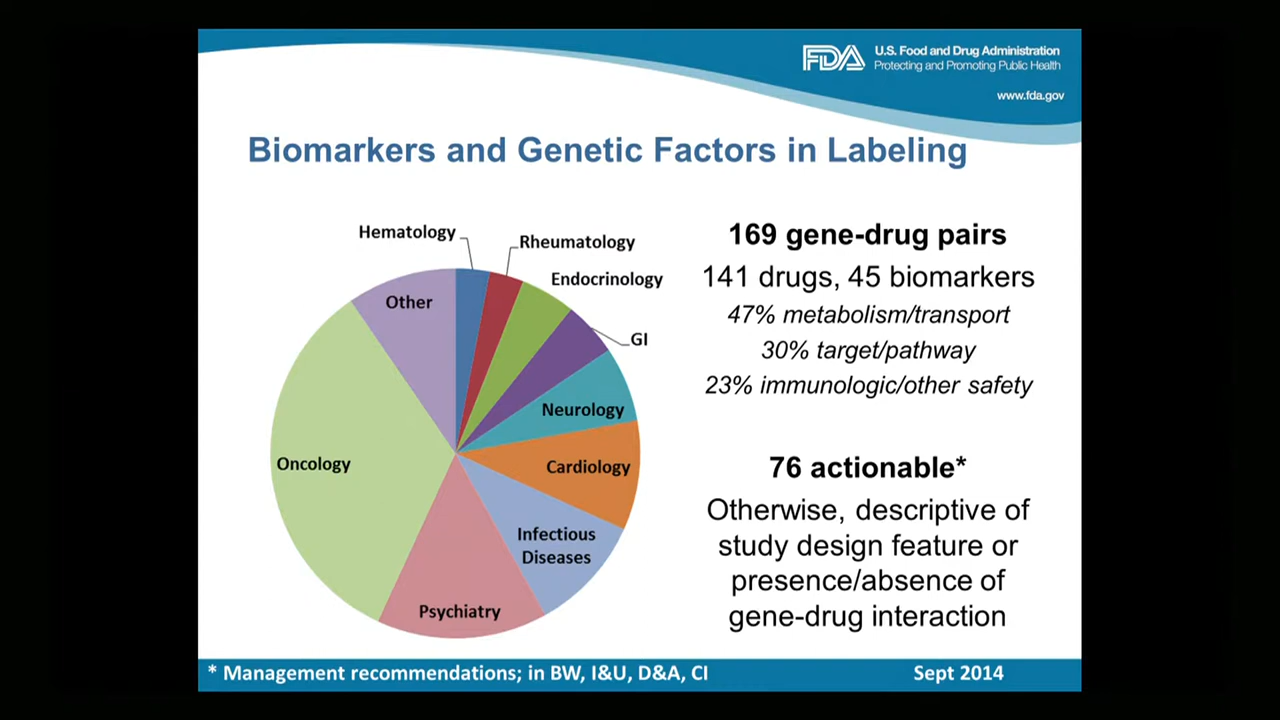 FDA
U.S. Food and Drug Administration
Protecting and Promoting Public Health
www.fda.gov
Biomarkers and Genetic Factors in Labeling
Hematology
Rheumatology
Endocrinology
GI
Other
Neurology
Oncology
Cardiology
Infectious
Diseases
Psychiatry
169 gene-drug pairs
141 drugs, 45 biomarkers
47% metabolism/transport
30% target/pathway
23% immunologic/other safety
76 actionable*
Otherwise, descriptive of
study design feature or
presence/absence of
gene-drug interaction
* Management recommendations; in BW, I&U, D&A, CI
Sept 2014